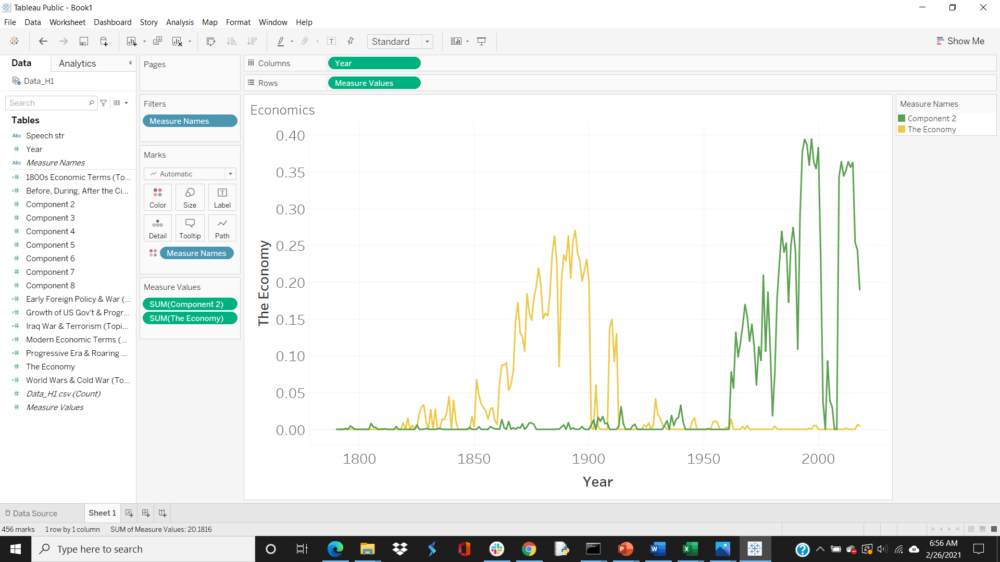 Tableau Public - Book1
File Data Worksheet Dashboard Story Analysis Map Format Window Help
Standard
Show Me
Data Analytics
Data_H1
Search
Tables
Abc Speech str
Year
Abc Measure Names
1800s Economic Terms (To...
Before, During, After the Ci...
Component 2
Component 3
Component 4
Component 5
Component 6
Component 7
Component 8
Early Foreign Policy & War (...
Growth of US Gov't & Progr...
Iraq War & Terrorism (Topi...
Modern Economic Terms (...
Progressive Era & Roaring ...
The Economy
World Wars & Cold War (To...
Data_H1.csv (Count)
Measure Values
Pages
Filters
Measure Names
Marks
Automatic
Color Size Label
Detail Tooltip Path
Measure Names
Measure Values
SUM(Component 2)
SUM(The Economy)
Columns Year
Rows Measure Values
Economics
The Economy
0.40
0.35
0.30
0.25
0.20
0.15
0.10
0.05
0.00
1800 1850 1900 1950 2000
Year
Measure Names
Component 2
The Economy
Data Source Sheet 1
456 marks 1 row by 1 column SUM of Measure Values: 20.1816
Type here to search
6:56 AM
2/26/2021